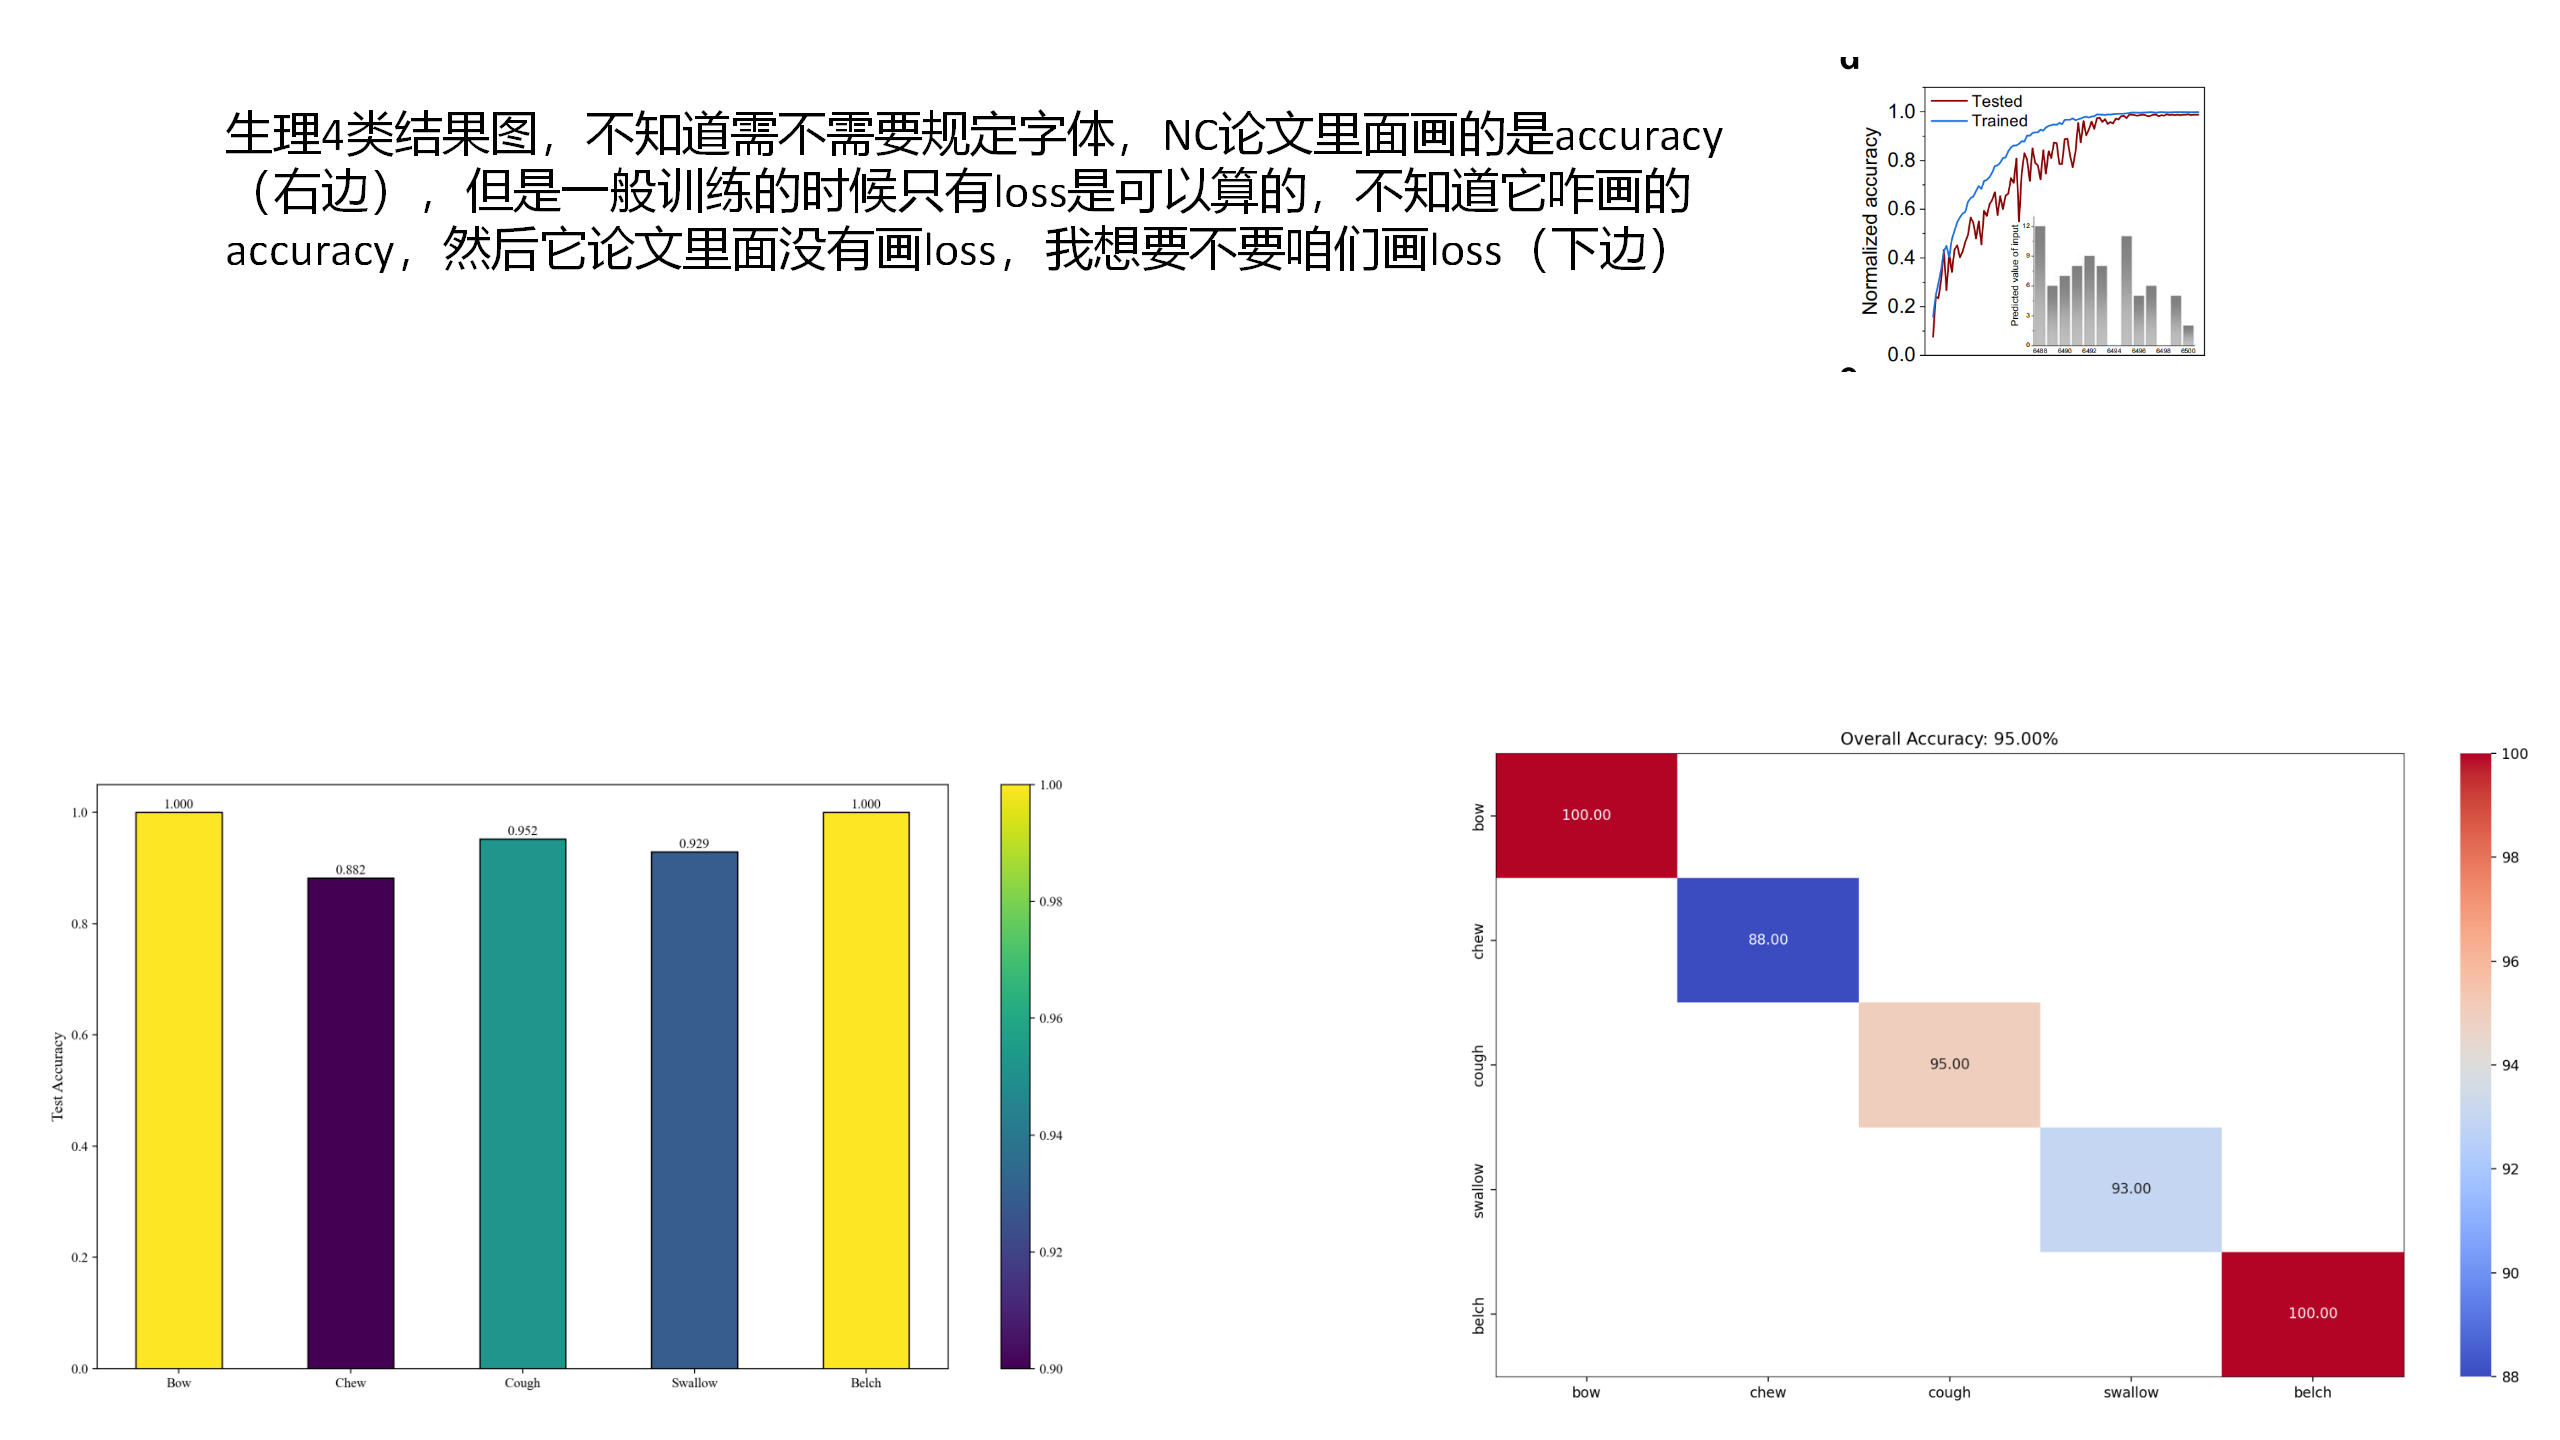 生理4类结果图，不知道需不需要规定字体，NC论文里面画的是accuracy
（右边），但是一般训练的时候只有loss是可以算的，不知道它咋画的
accuracy，然后它论文里面没有画loss，我想要不要咱们画loss（下边）
Tested
Trained
Normalized accuracy
1.0
0.8
0.6
0.4
0.2
0.0
Predicted value of input
12
9
6
3
0
6488 6490 6492 6494 6496 6498 6500
Test Accuracy
1.0
0.8
0.6
0.4
0.2
0.0
1.000
0.882
0.952
0.929
1.000
Bow Chew Cough Swallow Belch
1.00
0.98
0.96
0.94
0.92
0.90
Overall Accuracy: 95.00%
bow
chew
cough
swallow
belch
100.00
88.00
95.00
93.00
100.00
bow chew cough swallow belch
100
98
96
94
92
90
88